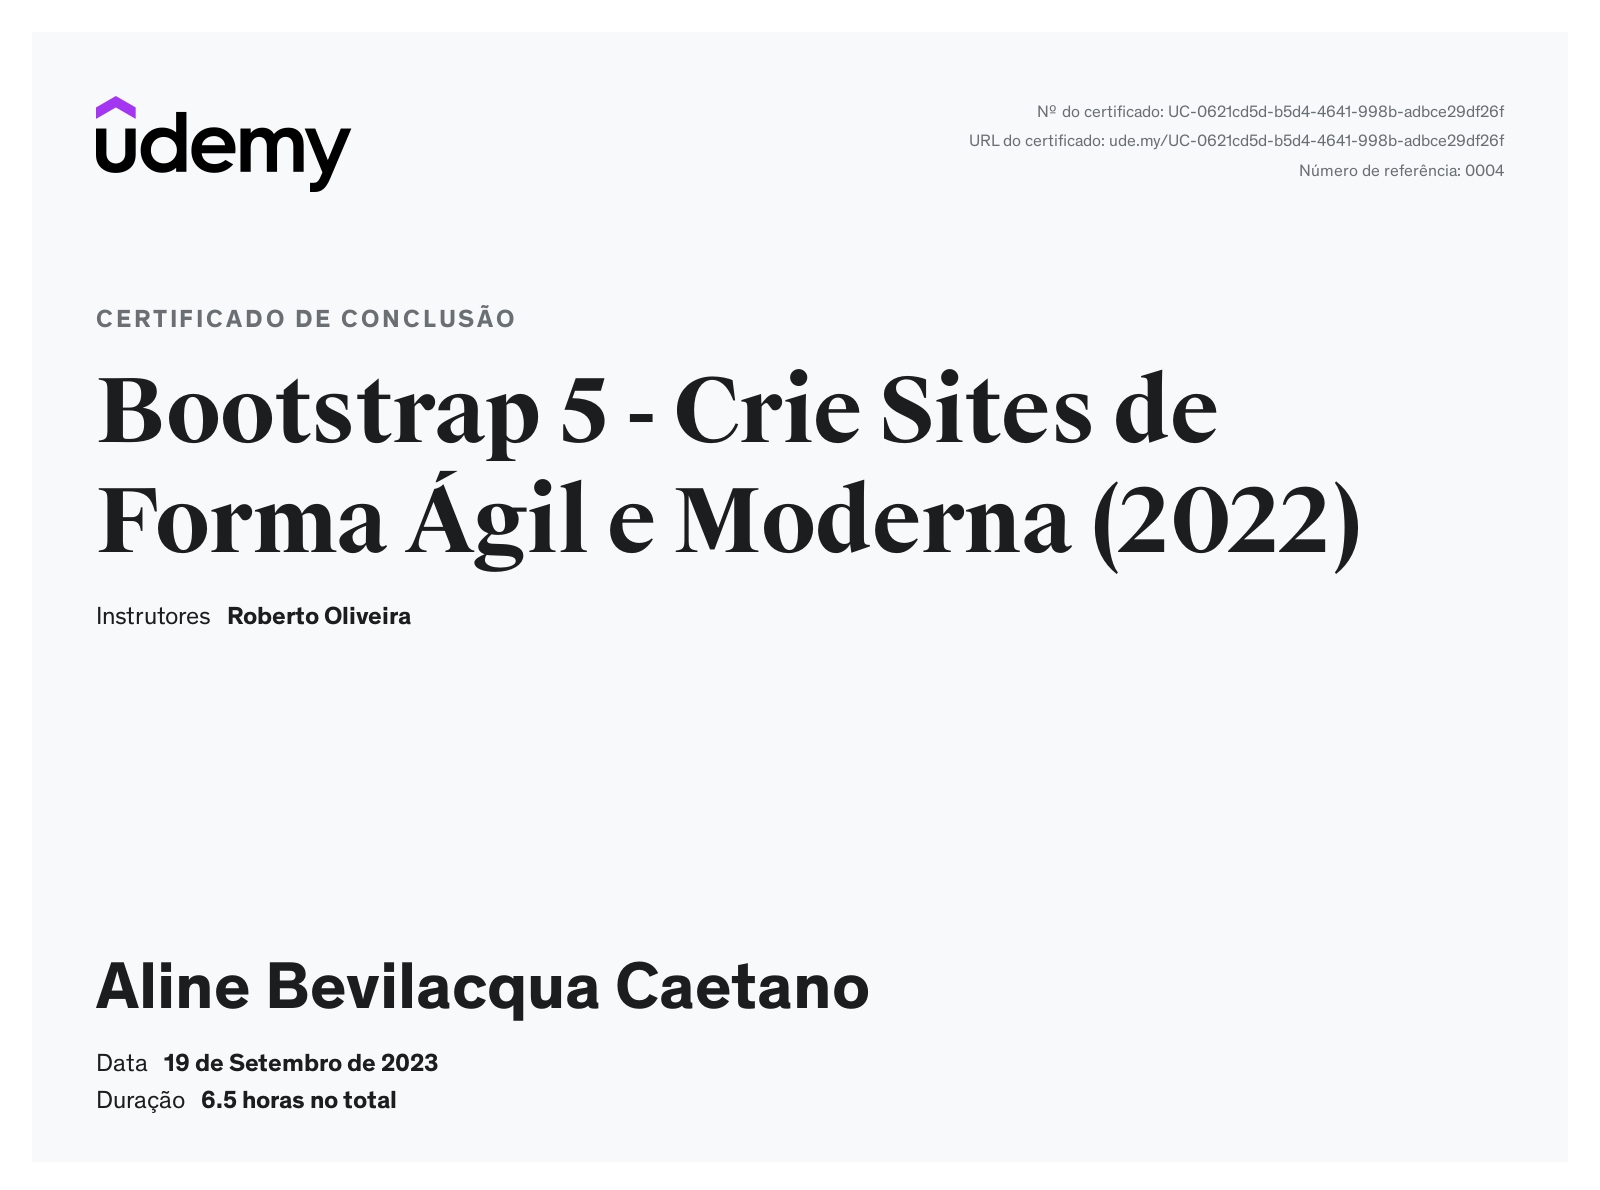 udemy
Nº do certificado: UC-0621cd5d-b5d4-4641-998b-adbce29df26f
URL do certificado: ude.my/UC-0621cd5d-b5d4-4641-998b-adbce29df26f
Número de referência: 0004
CERTIFICADO DE CONCLUSÃO
Bootstrap 5 - Crie Sites de
Forma Ágil e Moderna (2022)
Instrutores Roberto Oliveira
Aline Bevilacqua Caetano
Data 19 de Setembro de 2023
Duração 6.5 horas no total